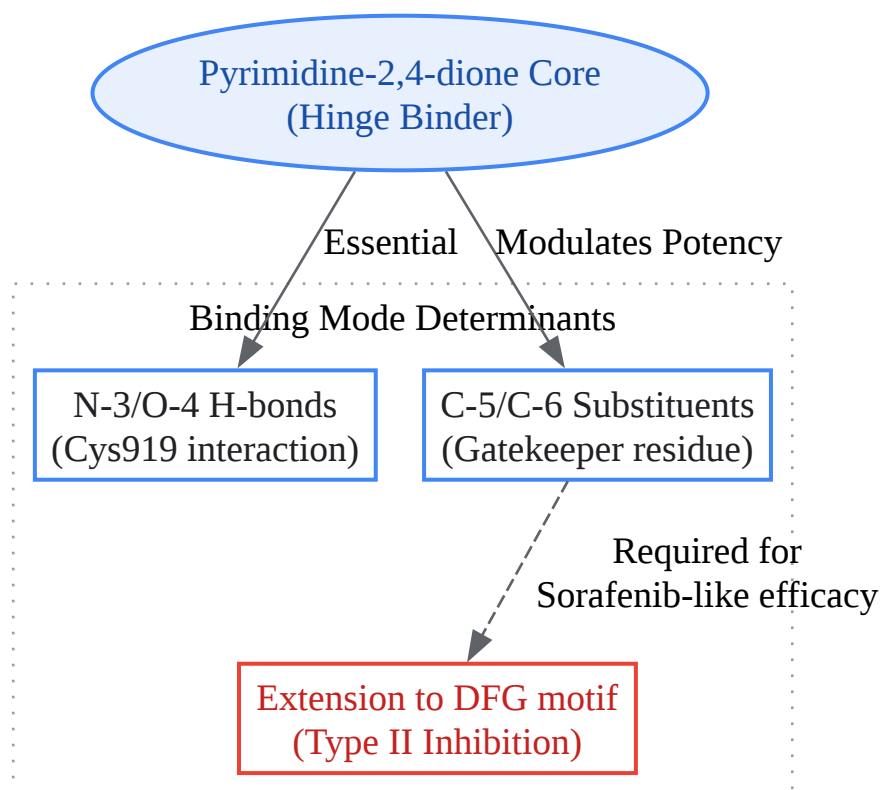 Pyrimidine-2,4-dione Core
(Hinge Binder)
Essential
Modulates Potency
Binding Mode Determinants
N-3/O-4 H-bonds
(Cys919 interaction)
C-5/C-6 Substituents
(Gatekeeper residue)
Required for
Sorafenib-like efficacy
Extension to DFG motif
(Type II Inhibition)